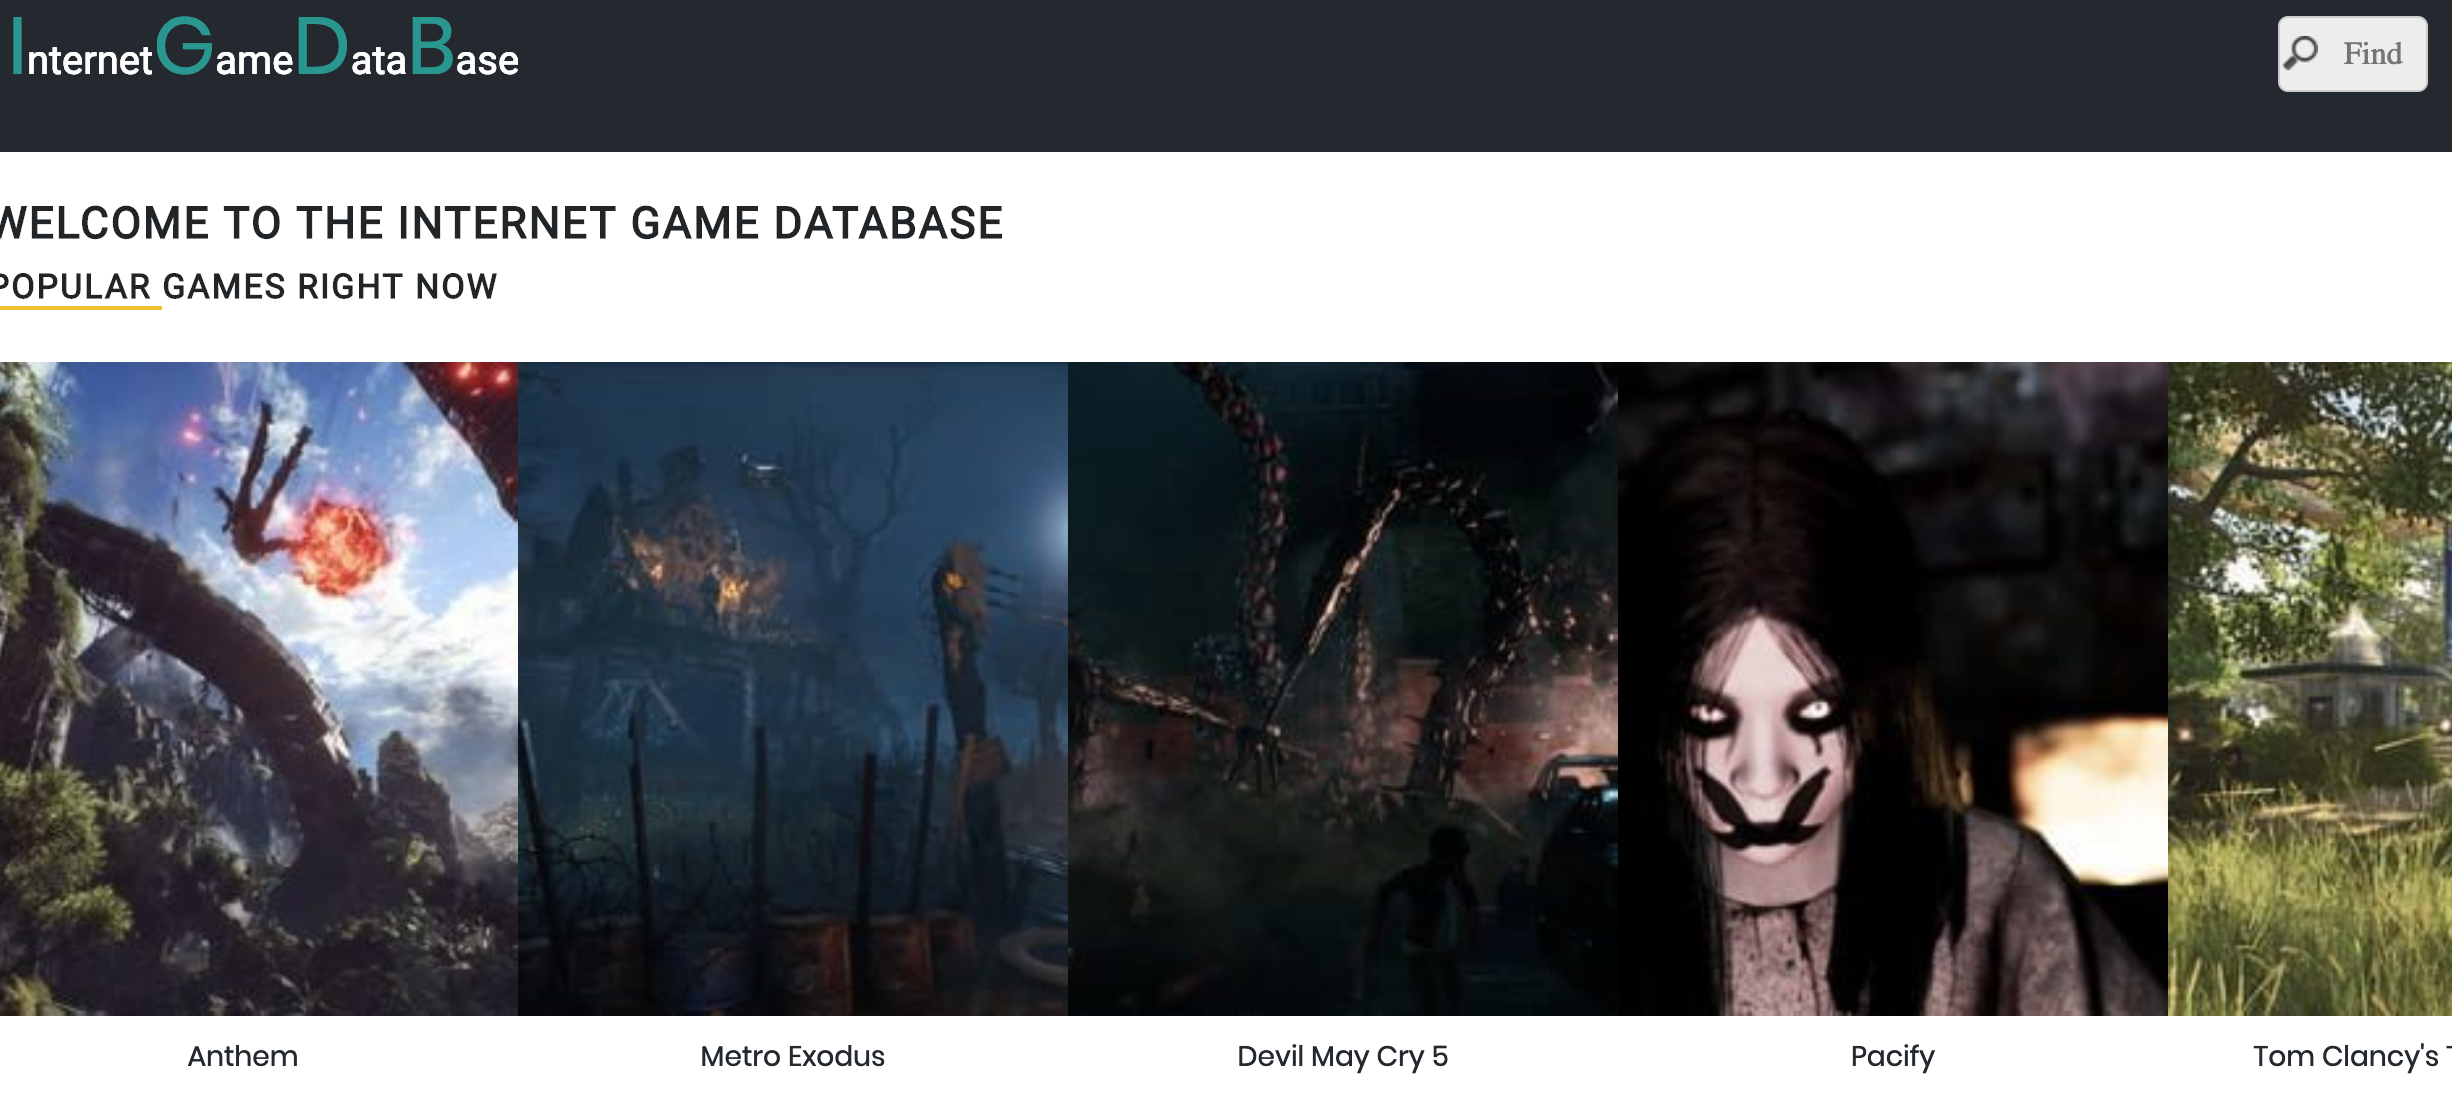 InternetGameDataBase
Find
WELCOME TO THE INTERNET GAME DATABASE
POPULAR GAMES RIGHT NOW
Anthem
Metro Exodus
Devil May Cry 5
Pacify
Tom Clancy's